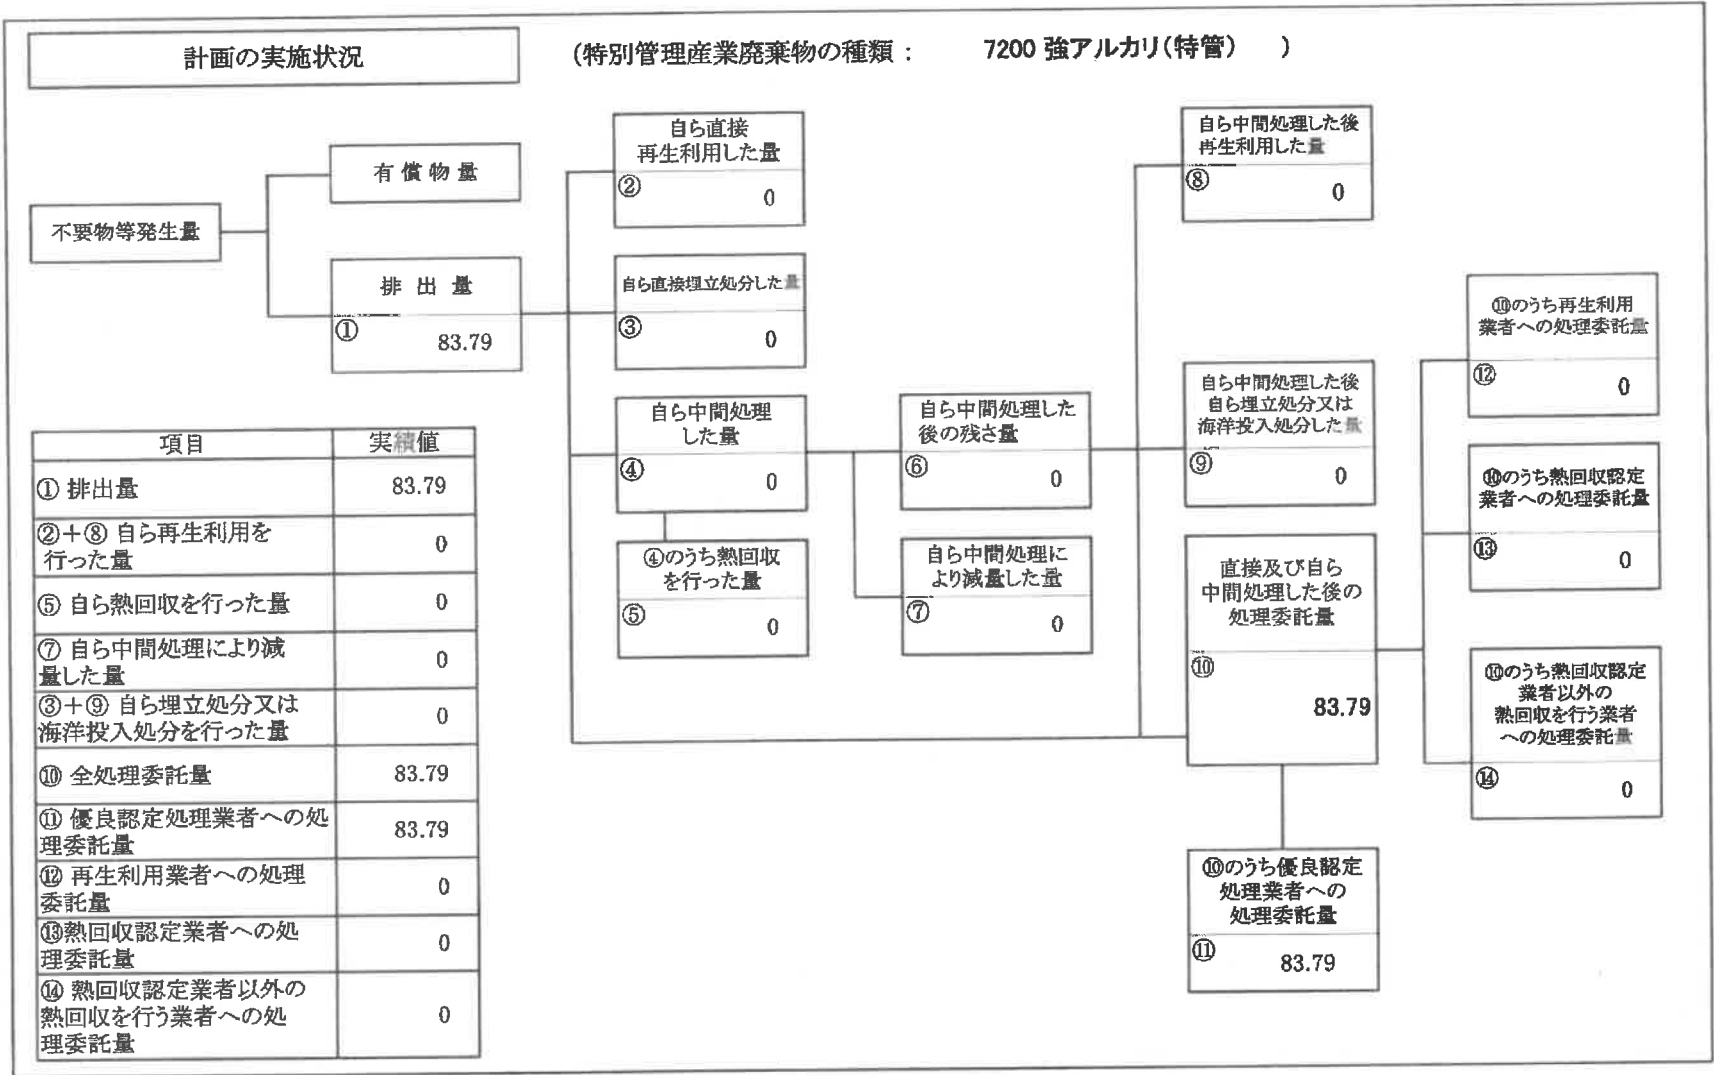 計画の実施状況
(特別管理産業廃棄物の種類： 7200 強アルカリ(特管) )
不要物等発生量
有償物量
排出量
①
83.79
自ら直接
再生利用した量
②
0
自ら直接埋立処分した量
③
0
自ら中間処理
した量
④
0
④のうち熱回収
を行った量
⑤
0
自ら中間処理した
後の残さ量
⑥
0
自ら中間処理に
より減量した量
⑦
0
自ら中間処理した後
再生利用した量
⑧
0
自ら中間処理した後
自ら埋立処分又は
海洋投入処分した量
⑨
0
直接及び自ら
中間処理した後の
処理委託量
⑩
83.79
⑩のうち優良認定
処理業者への
処理委託量
⑪
83.79
⑩のうち再生利用
業者への処理委託量
⑫
0
⑩のうち熱回収認定
業者への処理委託量
⑬
0
⑩のうち熱回収認定
業者以外の
熱回収を行う業者
への処理委託量
⑭
0
項目 実績値
① 排出量 83.79
②＋⑧ 自ら再生利用を
行った量 0
⑤ 自ら熱回収を行った量 0
⑦ 自ら中間処理により減
量した量 0
③＋⑨ 自ら埋立処分又は
海洋投入処分を行った量 0
⑩ 全処理委託量 83.79
⑪ 優良認定処理業者への処
理委託量 83.79
⑫ 再生利用業者への処理
委託量 0
⑬熱回収認定業者への処
理委託量 0
⑭ 熱回収認定業者以外の
熱回収を行う業者への処
理委託量 0